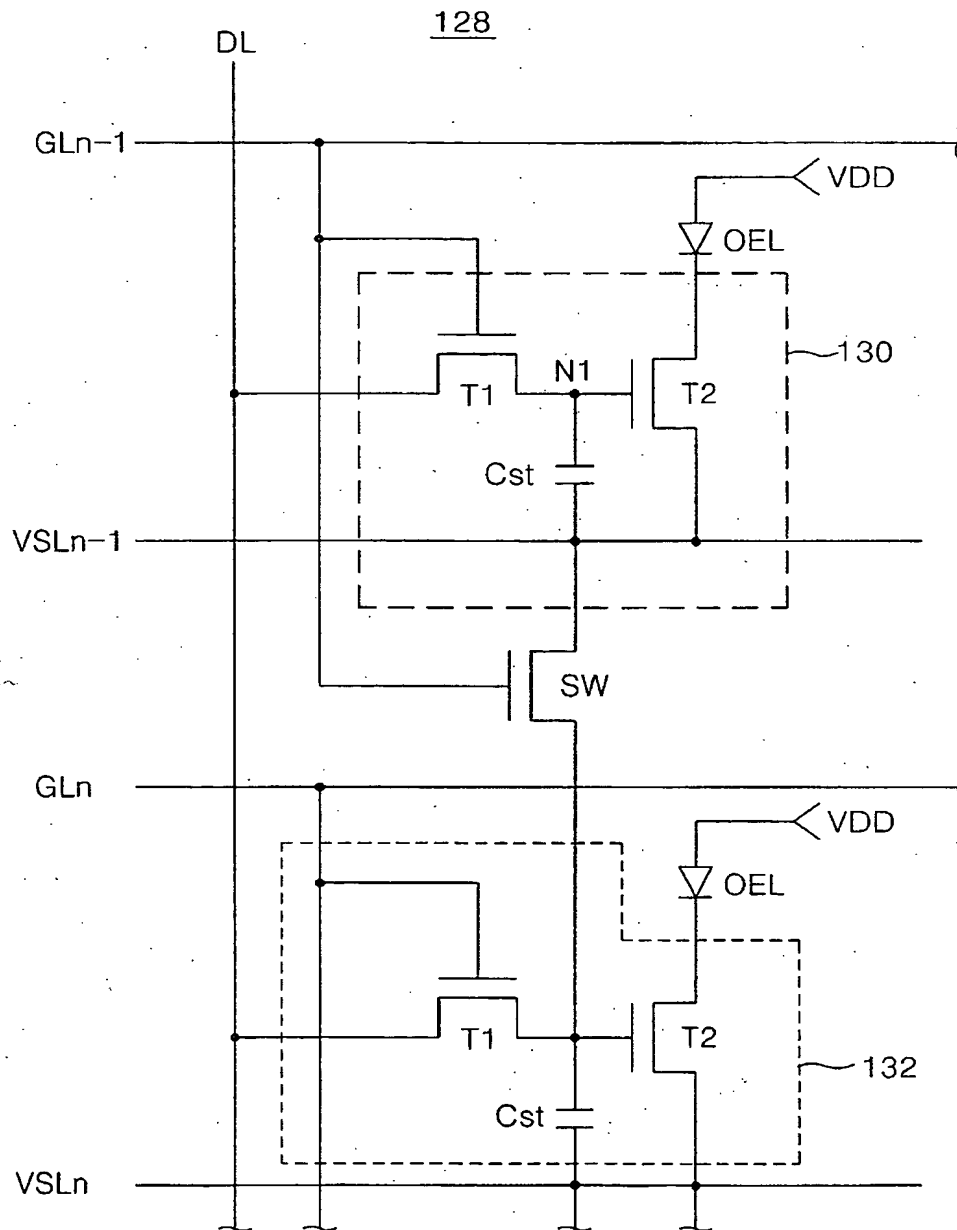 128
DL
GLn-1
VDD
OEL
130
N1
T1
T2
Cst
VSLn-1
SW
GLn
VDD
OEL
T1
T2
132
Cst
VSLn